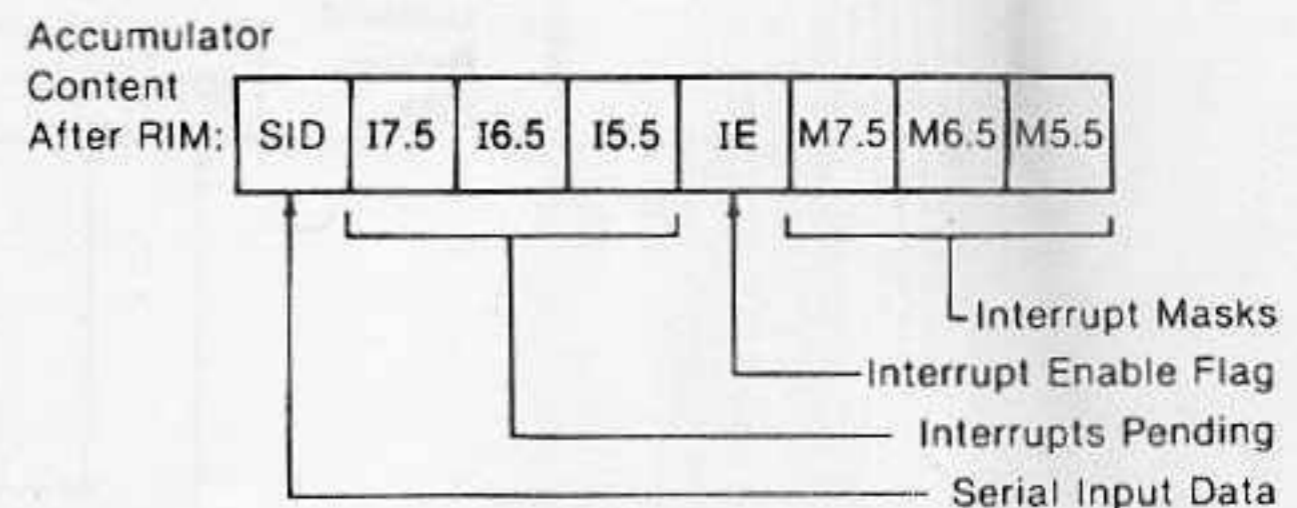 Accumulator
Content
After RIM: SID I7.5 I6.5 I5.5 IE M7.5 M6.5 M5.5
Interrupt Masks
Interrupt Enable Flag
Interrupts Pending
Serial Input Data